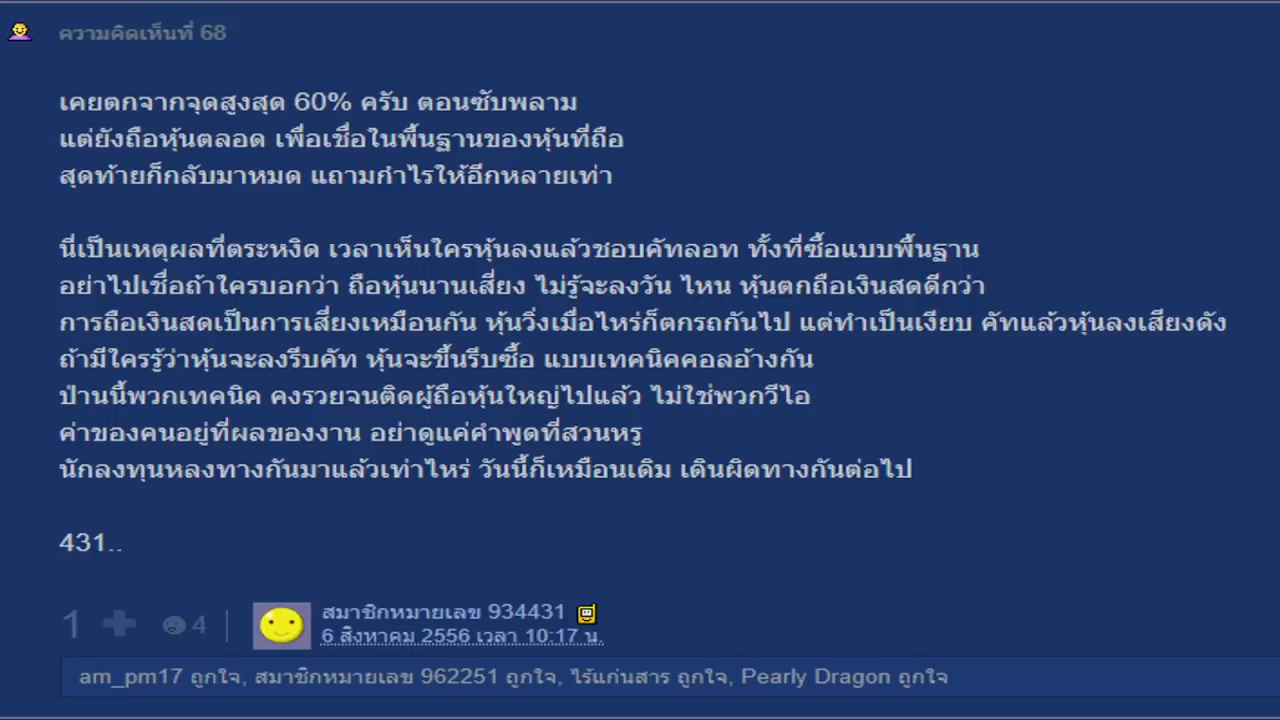 ความคิดเห็นที่ 68
เคยตกจากจุดสูงสุด 60% ครับ ตอนซับพลาม
แต่ยังถือหุ้นตลอด เพื่อเชื่อในพื้นฐานของหุ้นที่ถือ
สุดท้ายก็กลับมาหมด แถมกำไรให้อีกหลายเท่า
นี่เป็นเหตุผลที่ตระหงิด เวลาเห็นใครหุ้นลงแล้วชอบคัทลอท ทั้งที่ซื้อแบบพื้นฐาน
อย่าไปเชื่อถ้าใครบอกว่า ถือหุ้นนานเสี่ยง ไม่รู้จะลงวัน ไหน หุ้นตกถือเงินสดดีกว่า
การถือเงินสดเป็นการเสี่ยงเหมือนกัน หุ้นวิ่งเมื่อไหร่ก็ตกรถกันไป แต่ทำเป็นเงียบ คัทแล้วหุ้นลงเสียงดัง
ถ้ามีใครรู้ว่าหุ้นจะลงรีบคัท หุ้นจะขึ้นรีบซื้อ แบบเทคนิคคอลอ้างกัน
ป่านนี้พวกเทคนิค คงรวยจนติดผู้ถือหุ้นใหญ่ไปแล้ว ไม่ใช่พวกวีไอ
ค่าของคนอยู่ที่ผลของงาน อย่าดูแค่คำพูดที่สวนหรู
นักลงทุนหลงทางกันมาแล้วเท่าไหร่ วันนี้ก็เหมือนเดิม เดินผิดทางกันต่อไป
431..
1 4
สมาชิกหมายเลข 934431
6 สิงหาคม 2556 เวลา 10:17 น.
am_pm17 ถูกใจ, สมาชิกหมายเลข 962251 ถูกใจ, ไร้แก่นสาร ถูกใจ, Pearly Dragon ถูกใจ